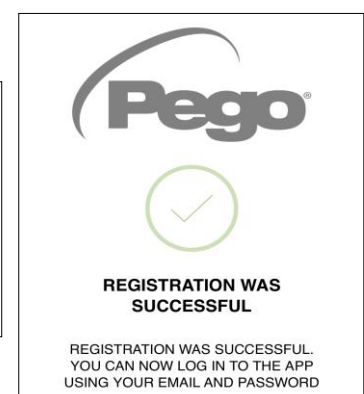 Pego®
REGISTRATION WAS
SUCCESSFUL
REGISTRATION WAS SUCCESSFUL.
YOU CAN NOW LOG IN TO THE APP
USING YOUR EMAIL AND PASSWORD